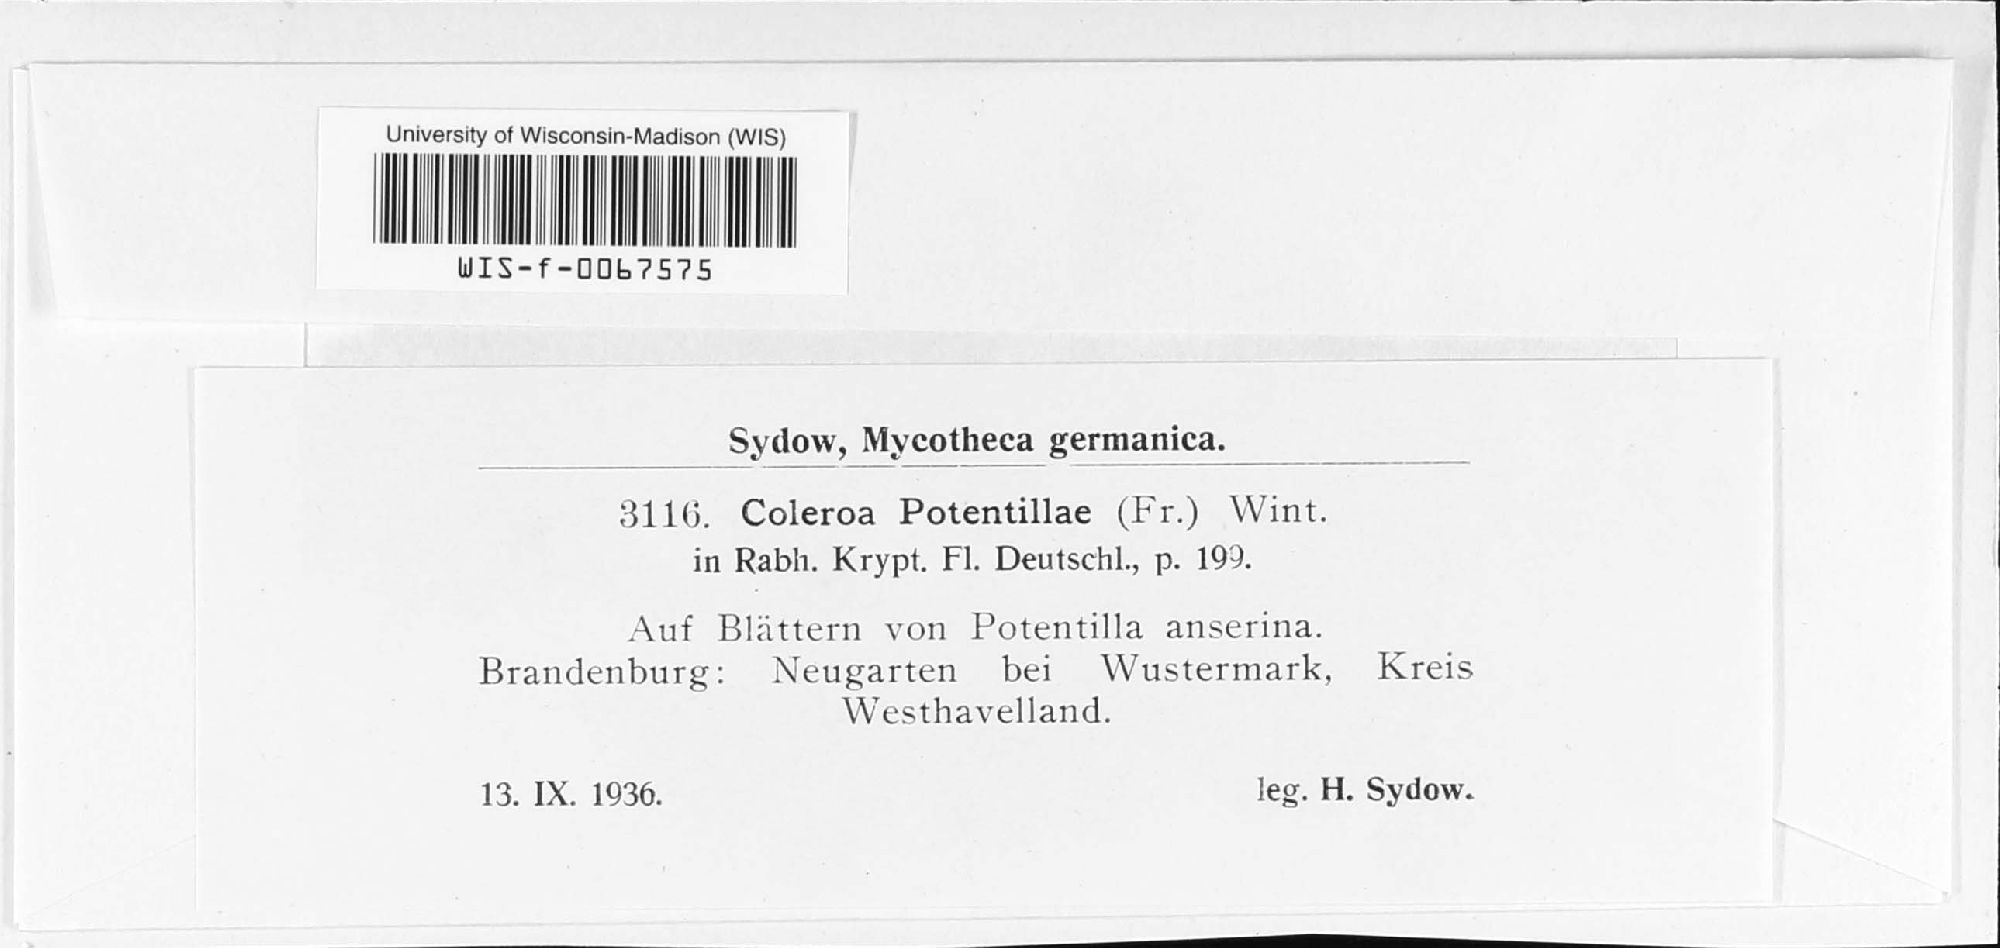 University of Wisconsin-Madison (WIS)
WIS-f-0067575
Sydow, Mycotheca germanica.
3116. Coleroa Potentillae (Fr.) Wint.
in Rabh. Krypt. Fl. Deutschl., p. 199.
Auf Blättern von Potentilla anserina.
Brandenburg: Neugarten bei Wustermark, Kreis
Westhavelland.
13. IX. 1936. leg. H. Sydow.